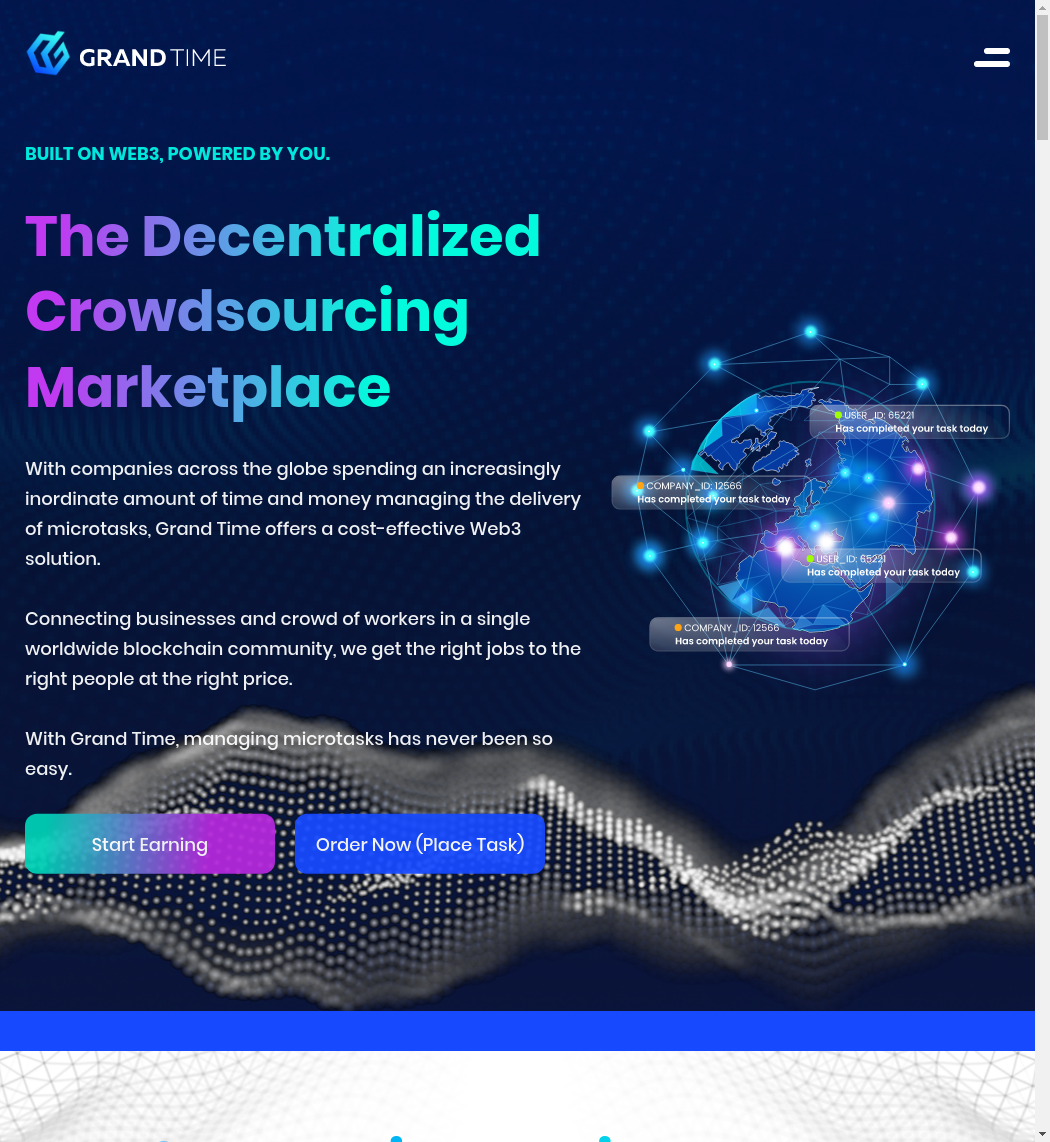 GRAND TIME
BUILT ON WEB3, POWERED BY YOU.
The Decentralized
Crowdsourcing
Marketplace
With companies across the globe spending an increasingly
inordinate amount of time and money managing the delivery
of microtasks, Grand Time offers a cost-effective Web3
solution.
Connecting businesses and crowd of workers in a single
worldwide blockchain community, we get the right jobs to the
right people at the right price.
With Grand Time, managing microtasks has never been so
easy.
Start Earning
Order Now (Place Task)
USER_ID: 65221
Has completed your task today
COMPANY_ID: 12566
Has completed your task today
USER_ID: 65221
Has completed your task today
COMPANY_ID: 12566
Has completed your task today